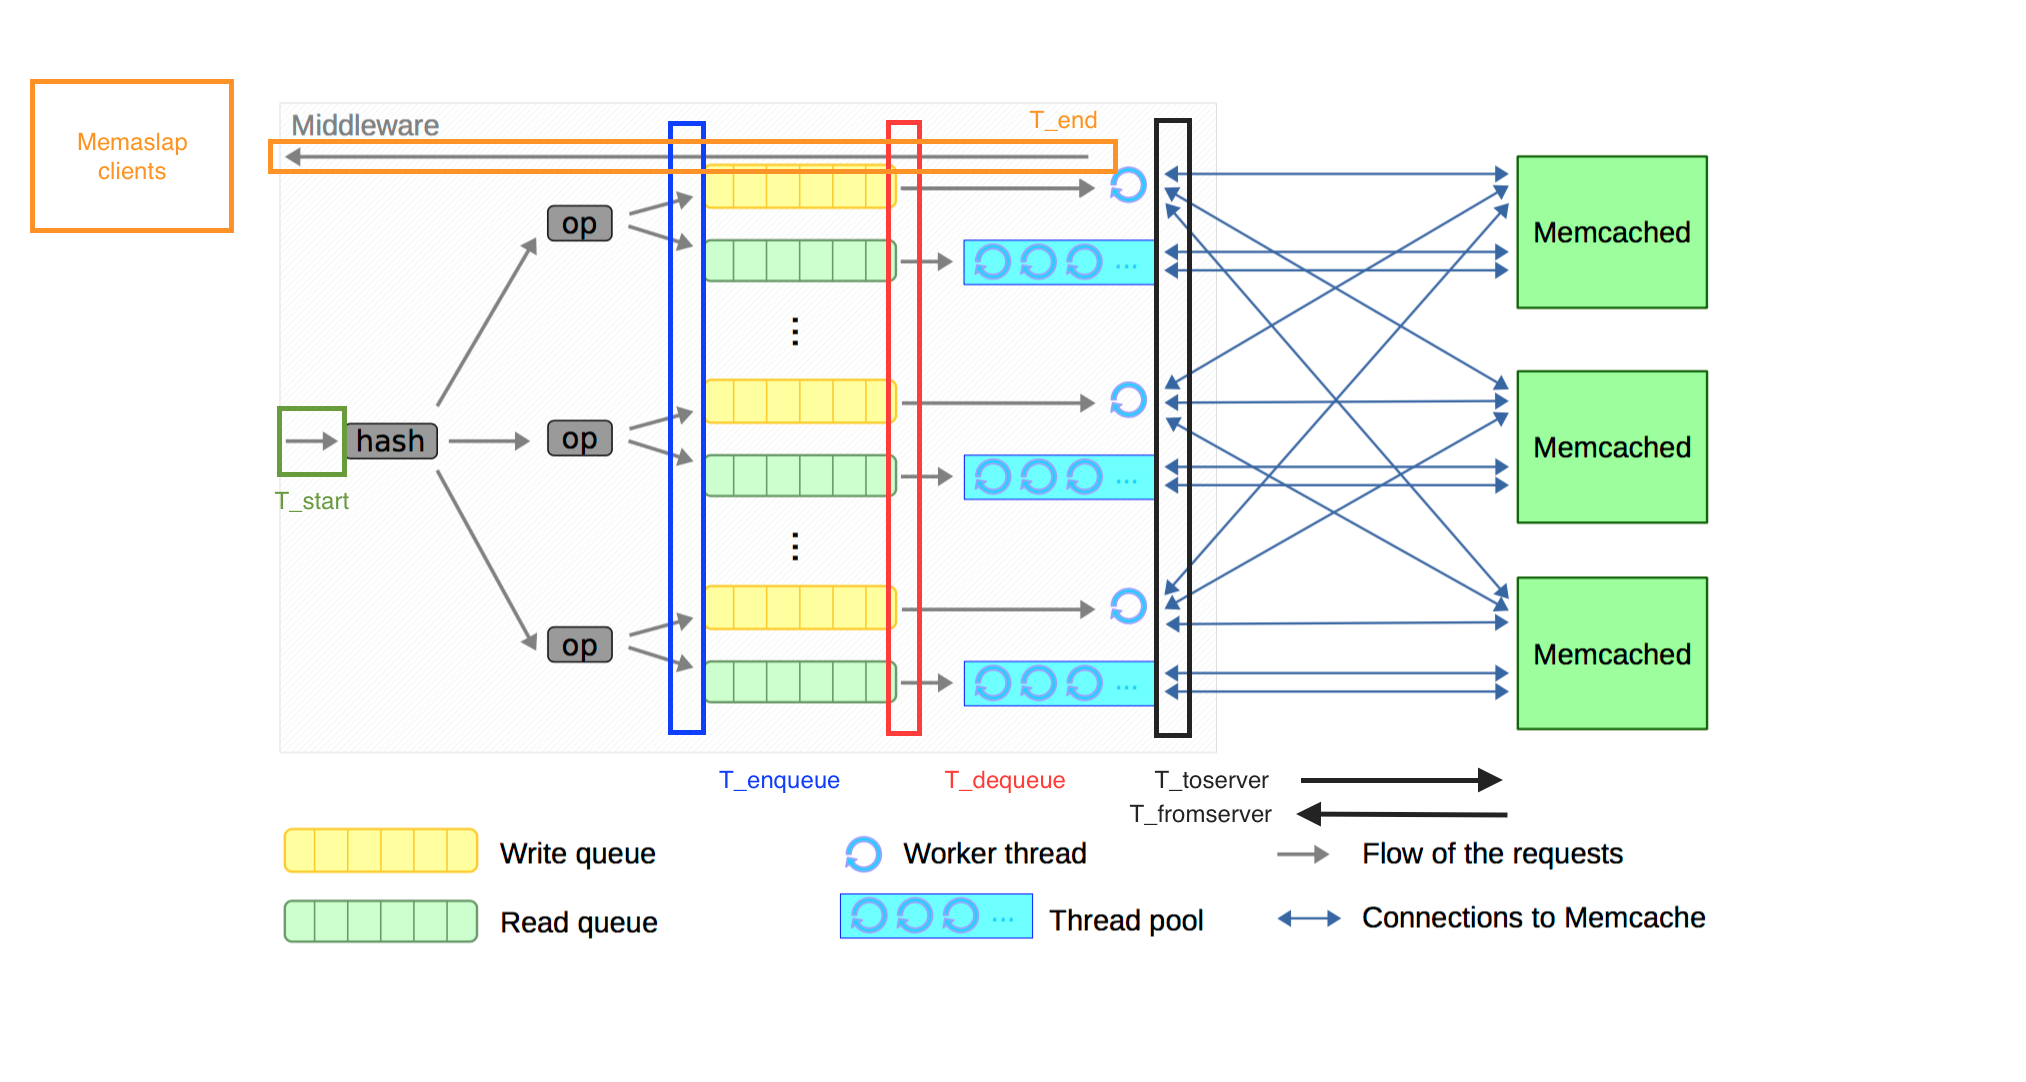 Memaslap
clients
Middleware
T_end
op
Memcached
...
⋮
hash
op
Memcached
...
T_start
⋮
op
Memcached
...
T_enqueue
T_dequeue
T_toserver
T_fromserver
Write queue
Worker thread
Flow of the requests
Read queue
...
Thread pool
Connections to Memcache